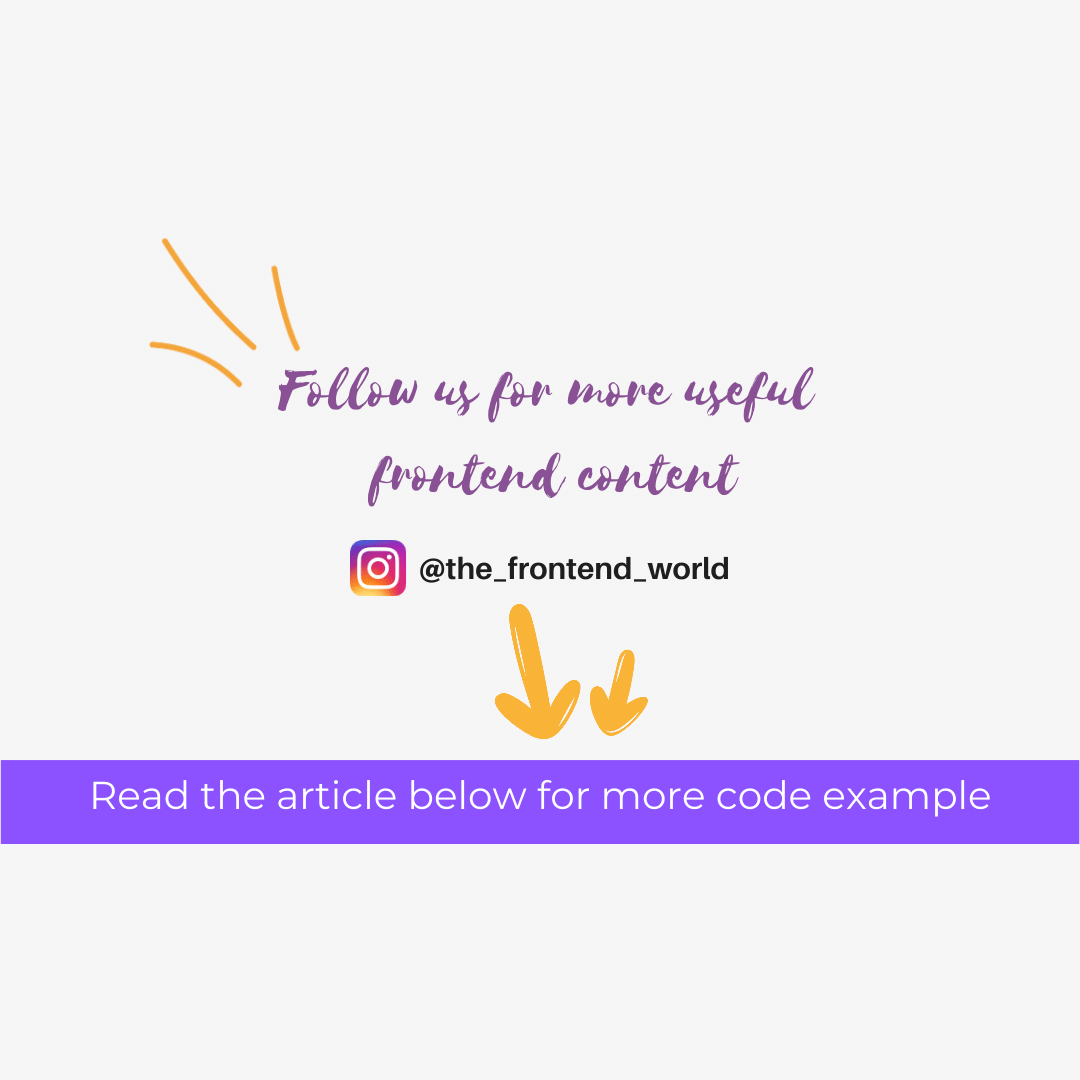 Follow us for more useful
frontend content
@the_frontend_world
Read the article below for more code example